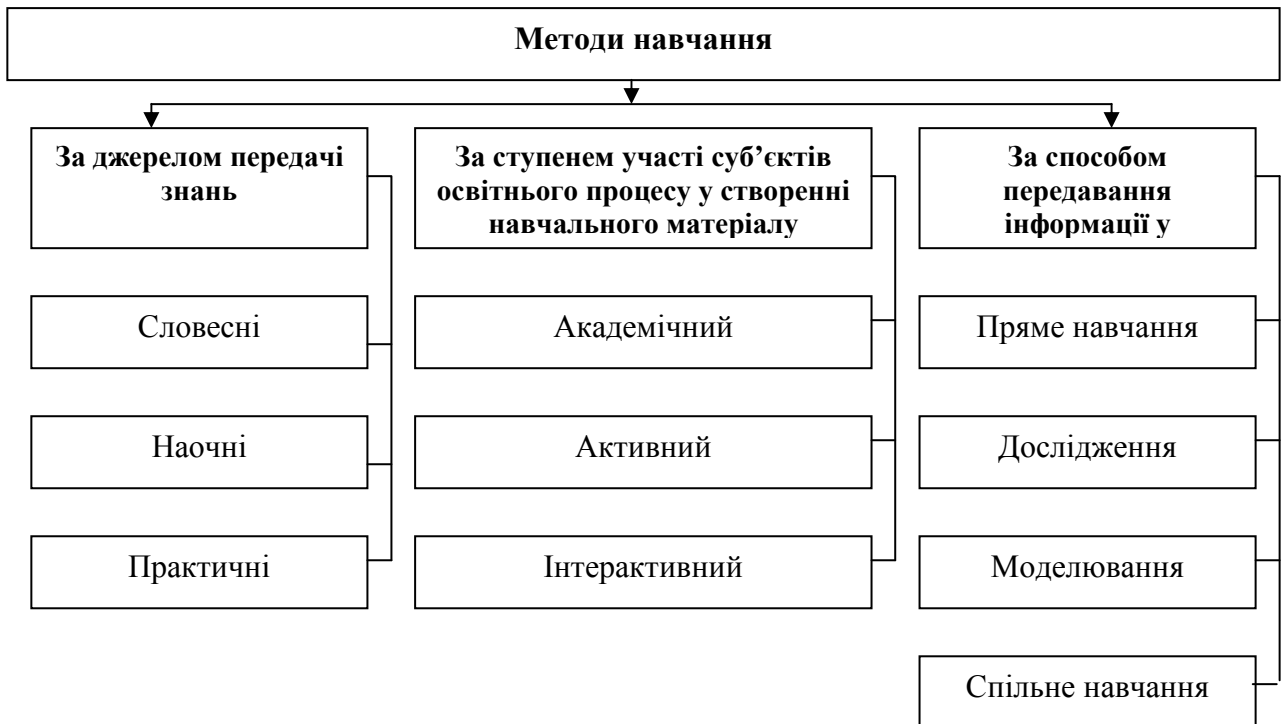 Методи навчання
За джерелом передачі
знань
За ступенем участі суб’єктів
освітнього процесу у створенні
навчального матеріалу
За способом
передавання
інформації у
Словесні
Академічний
Пряме навчання
Наочні
Активний
Дослідження
Практичні
Інтерактивний
Моделювання
Спільне навчання